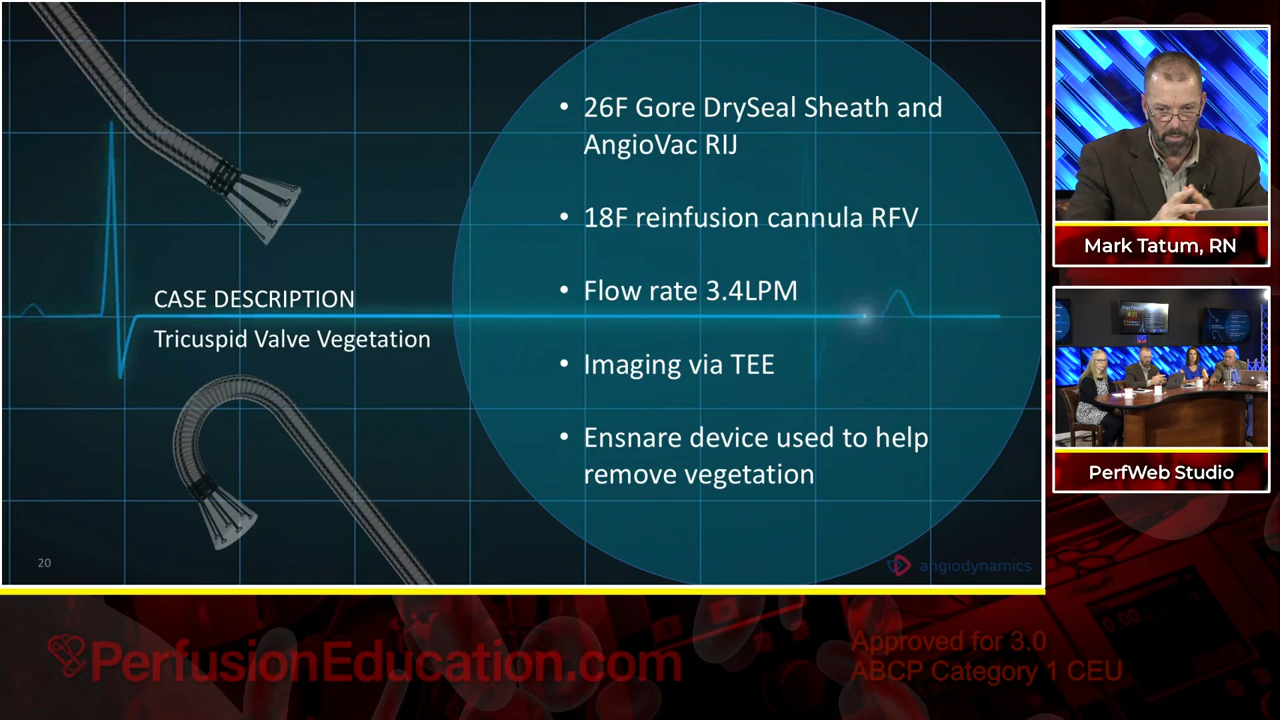 • 26F Gore DrySeal Sheath and
AngioVac RIJ
• 18F reinfusion cannula RFV
• Flow rate 3.4LPM
• Imaging via TEE
• Ensnare device used to help
remove vegetation
CASE DESCRIPTION
Tricuspid Valve Vegetation
20
angiodynamics
Mark Tatum, RN
PerfWeb Studio
PerfusionEducation.com
Approved for 3.0
ABCP Category 1 CEU